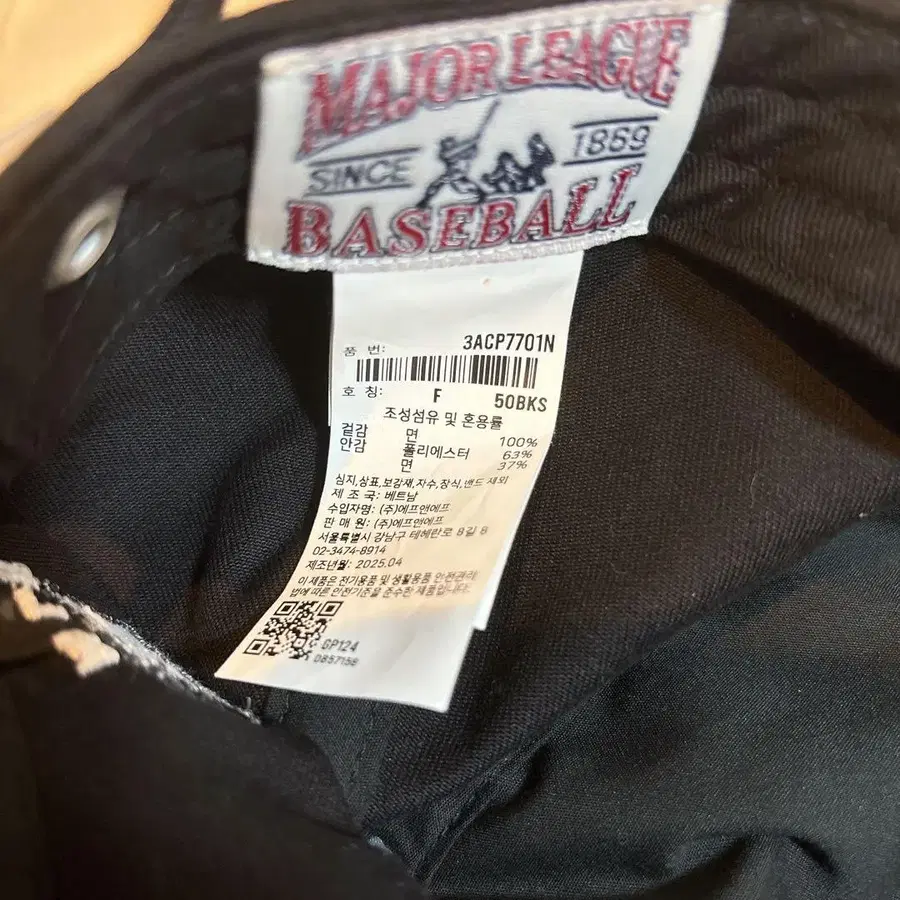 MAJOR LEAGUE
SINCE 1869
BASEBALL
품 번: 3ACP7701N
호 칭: F 50BKS
조성섬유 및 혼용률
겉감 면 100%
안감 폴리에스터 63%
면 37%
심지,상표,보강재,자수,장식,밴드 제외
제 조 국: 베트남
수입자명: (주)에프앤에프
판 매 원: (주)에프앤에프
서울특별시 강남구 테헤란로 8길 8
02-3474-8914
제조년월: 2025.04
이 제품은 전기용품 및 생활용품 안전관리
법에 따른 안전기준을 준수한 제품입니다.
GP124
DB57158